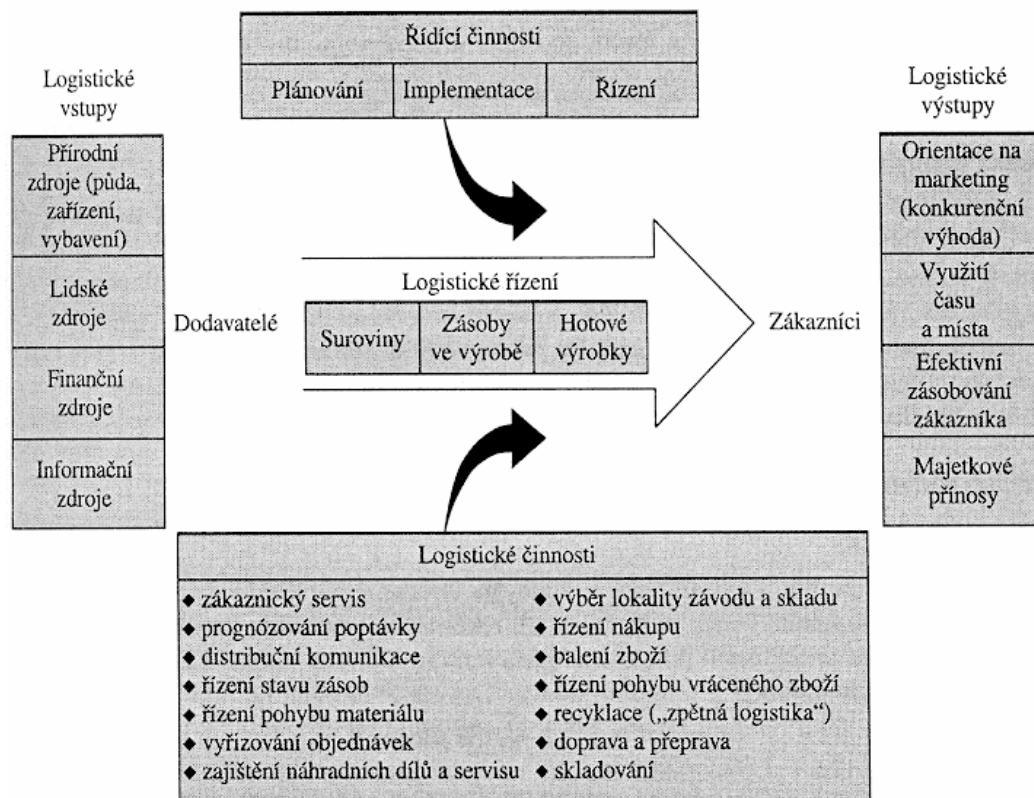 Řídící činnosti
Plánování
Implementace
Řízení
Logistické
vstupy
Přírodní
zdroje (půda,
zařízení,
vybavení)
Lidské
zdroje
Finanční
zdroje
Informační
zdroje
Dodavatelé
Logistické řízení
Suroviny
Zásoby
ve výrobě
Hotové
výrobky
Zákazníci
Logistické
výstupy
Orientace na
marketing
(konkurenční
výhoda)
Využití
času
a místa
Efektivní
zásobování
zákazníka
Majetkové
přínosy
Logistické činnosti
◆ zákaznický servis
◆ prognózování poptávky
◆ distribuční komunikace
◆ řízení stavu zásob
◆ řízení pohybu materiálu
◆ vyřizování objednávek
◆ zajištění náhradních dílů a servisu
◆ výběr lokality závodu a skladu
◆ řízení nákupu
◆ balení zboží
◆ řízení pohybu vráceného zboží
◆ recyklace („zpětná logistika“)
◆ doprava a přeprava
◆ skladování